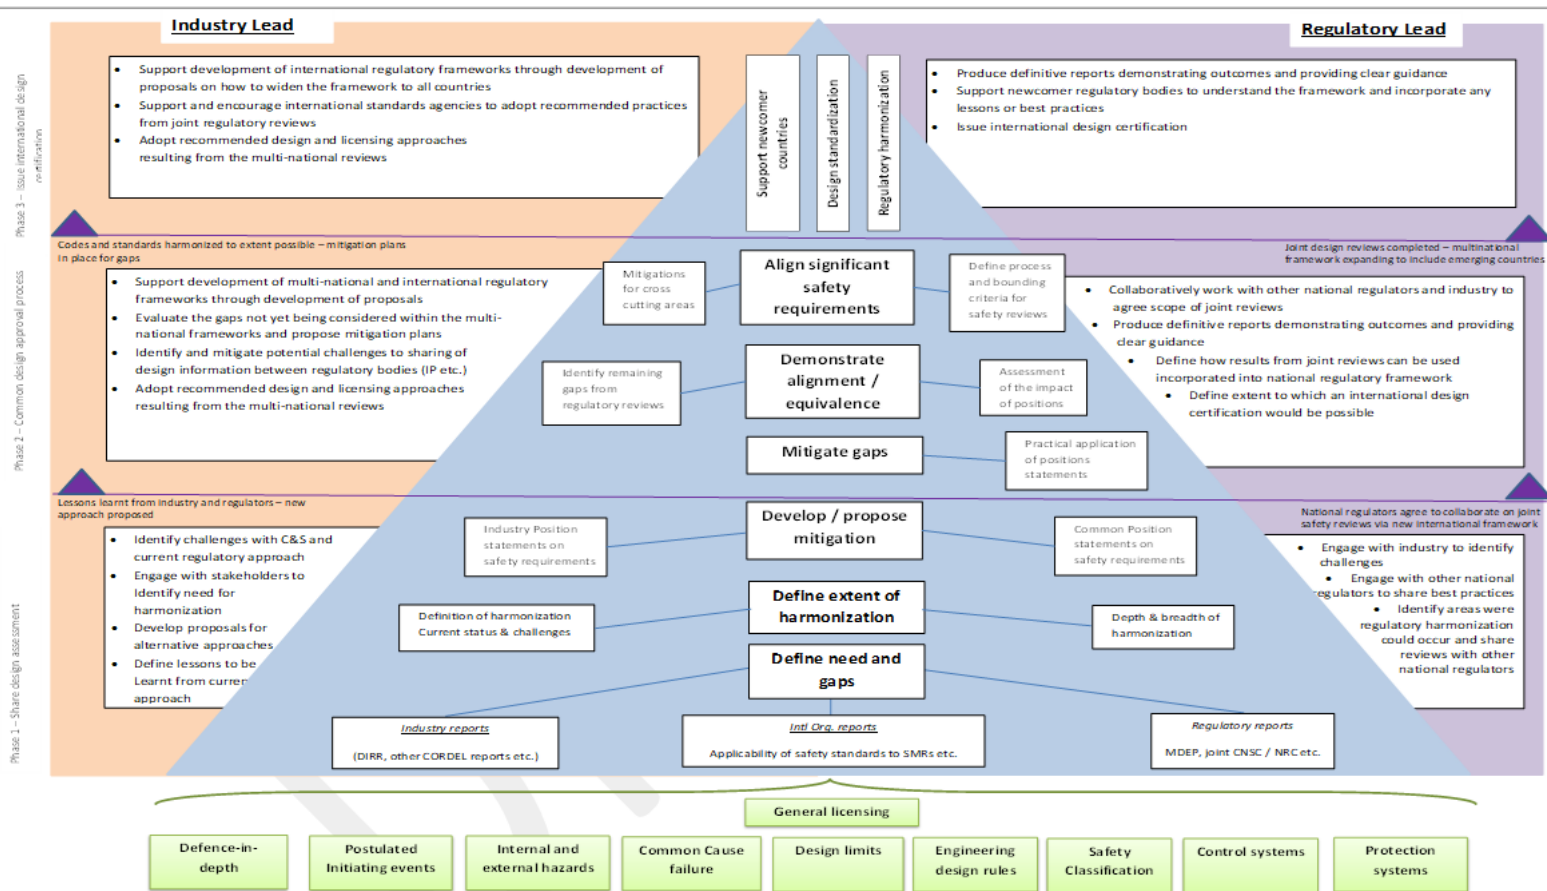 Industry Lead
Regulatory Lead
Phase 3 – Issue international design
certification
• Support development of international regulatory frameworks through development of
proposals on how to widen the framework to all countries
• Support and encourage international standards agencies to adopt recommended practices
from joint regulatory reviews
• Adopt recommended design and licensing approaches
resulting from the multi-national reviews
Support newcomer
countries
Design standardization
Regulatory harmonization
• Produce definitive reports demonstrating outcomes and providing clear guidance
• Support newcomer regulatory bodies to understand the framework and incorporate any
lessons or best practices
• Issue international design certification
Codes and standards harmonized to extent possible – mitigation plans
In place for gaps
Joint design reviews completed – multinational
framework expanding to include emerging countries
Phase 2 – Common design approval process
• Support development of multi-national and international regulatory
frameworks through development of proposals
• Evaluate the gaps not yet being considered within the multi-
national frameworks and propose mitigation plans
• Identify and mitigate potential challenges to sharing of
design information between regulatory bodies (IP etc.)
• Adopt recommended design and licensing approaches
resulting from the multi-national reviews
Mitigations
for cross
cutting areas
Align significant
safety
requirements
Define process
and bounding
criteria for
safety reviews
Identify remaining
gaps from
regulatory reviews
Demonstrate
alignment /
equivalence
Assessment
of the impact
of positions
Mitigate gaps
Practical application
of positions
statements
• Collaboratively work with other national regulators and industry to
agree scope of joint reviews
• Produce definitive reports demonstrating outcomes and providing
clear guidance
• Define how results from joint reviews can be used
incorporated into national regulatory framework
• Define extent to which an international design
certification would be possible
Lessons learnt from industry and regulators – new
approach proposed
National regulators agree to collaborate on joint
safety reviews via new international framework
Phase 1 – Share design assessment
• Identify challenges with C&S and
current regulatory approach
• Engage with stakeholders to
Identify need for
harmonization
• Develop proposals for
alternative approaches
• Define lessons to be
Learnt from curren
approach
Industry Position
statements on
safety requirements
Develop / propose
mitigation
Common Position
statements on
safety requirements
Definition of harmonization
Current status & challenges
Define extent of
harmonization
Depth & breadth of
harmonization
Define need and
gaps
• Engage with industry to identify
challenges
• Engage with other national
regulators to share best practices
• Identify areas were
regulatory harmonization
could occur and share
reviews with other
national regulators
Industry reports
(DIRR, other CORDEL reports etc.)
Intl Org. reports
Applicability of safety standards to SMRs etc.
Regulatory reports
MDEP, joint CNSC / NRC etc.
General licensing
Defence-in-
depth
Postulated
Initiating events
Internal and
external hazards
Common Cause
failure
Design limits
Engineering
design rules
Safety
Classification
Control systems
Protection
systems